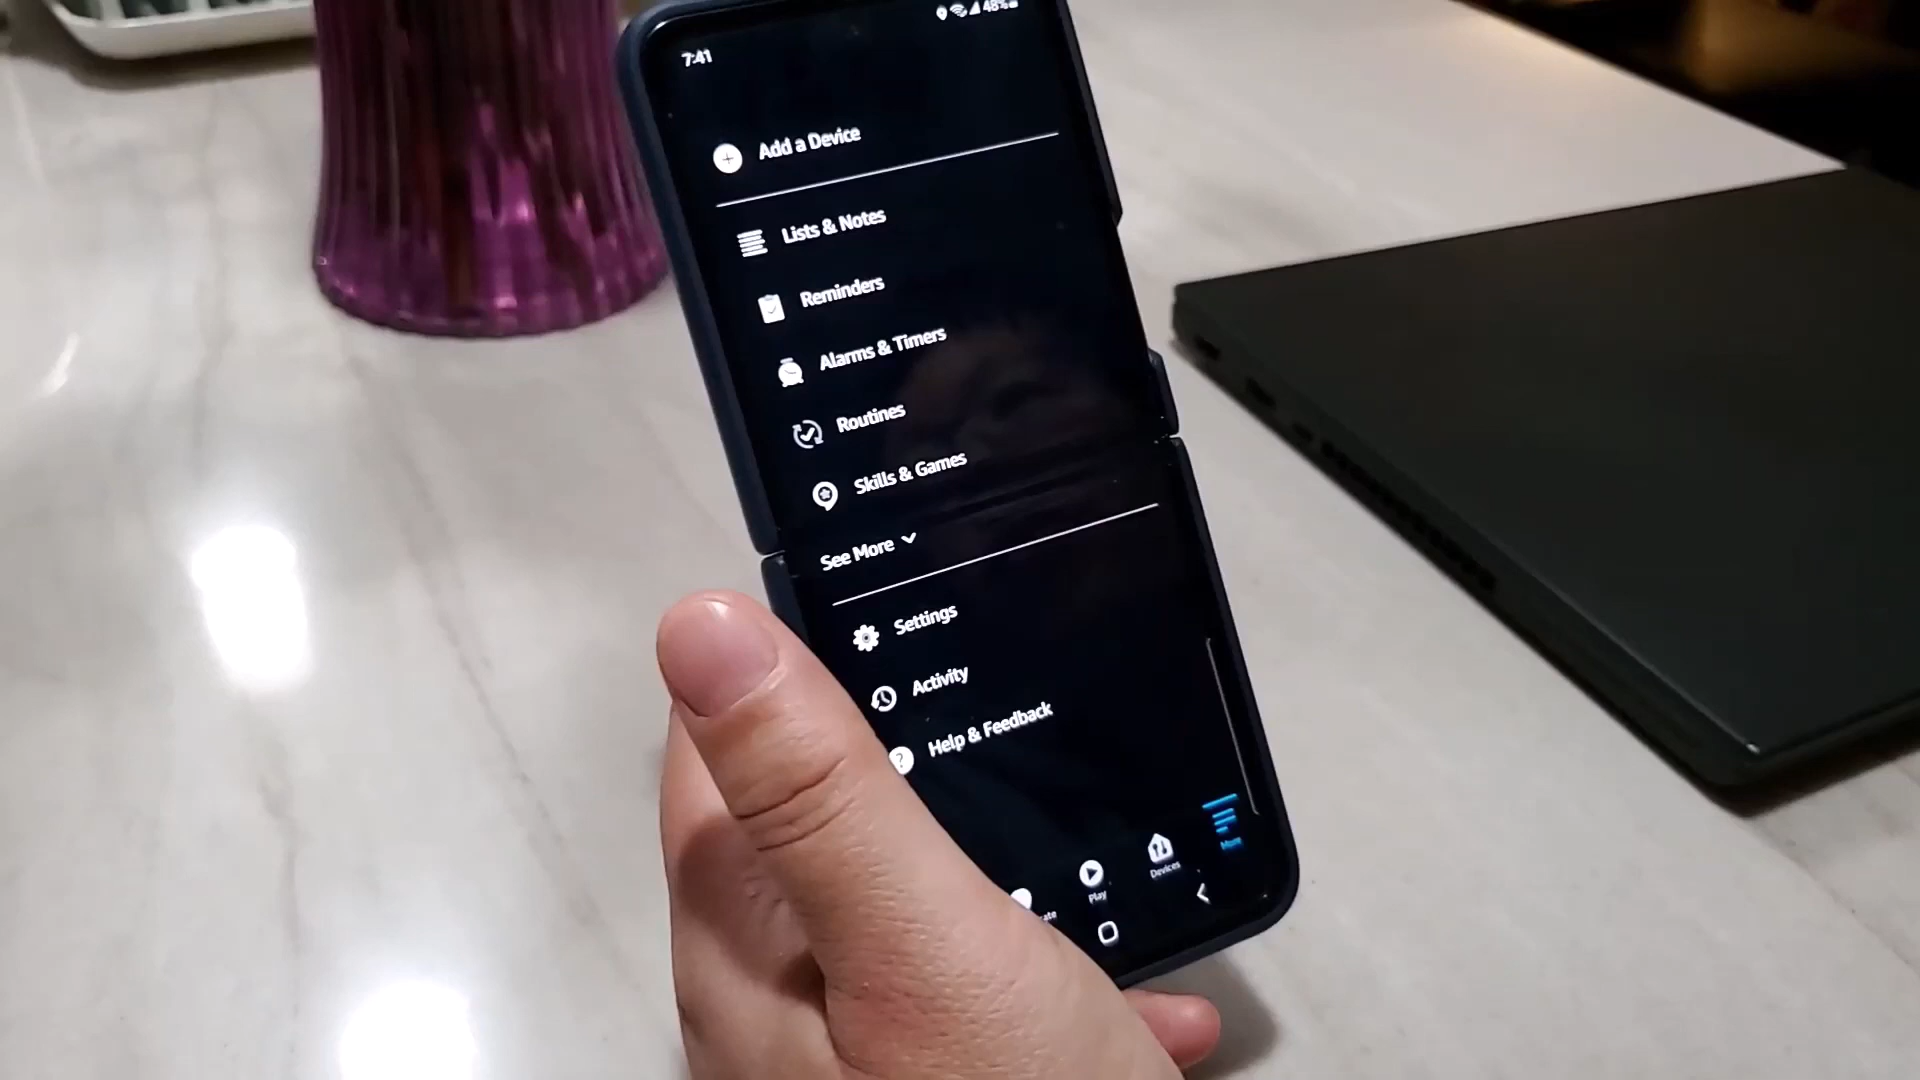 7:41
48%
Add a Device
Lists & Notes
Reminders
Alarms & Timers
Routines
Skills & Games
See More
Settings
Activity
Help & Feedback
Play
Devices
More